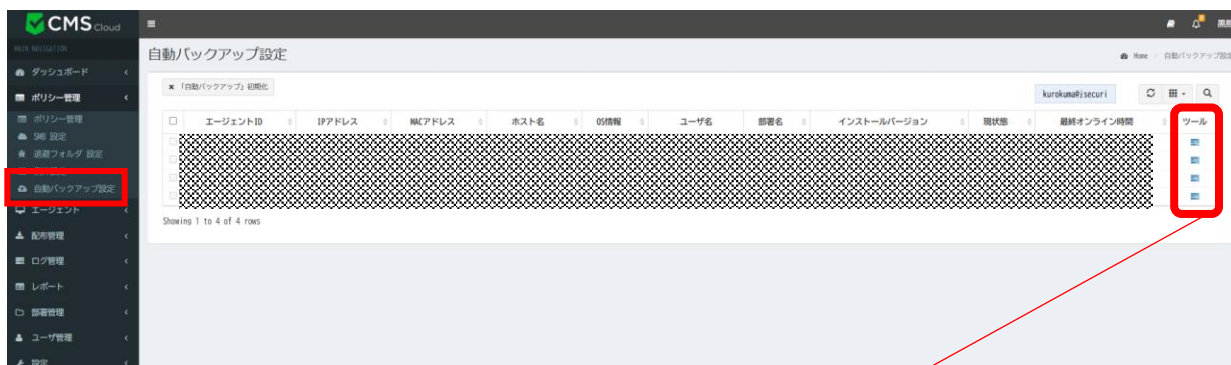 CMS Cloud
黒熊
MAIN NAVIGATION
自動バックアップ設定
Home
自動バックアップ設定
ダッシュボード
ポリシー管理
× 「自動バックアップ」初期化
kurokuma@jsecuri
ポリシー管理
SMB 設定
退避フォルダ 設定
自動バックアップ設定
エージェントID IPアドレス MACアドレス ホスト名 OS情報 ユーザ名 部署名 インストールバージョン 現状態 最終オンライン時間 ツール
Showing 1 to 4 of 4 rows
エージェント
配布管理
ログ管理
レポート
部署管理
ユーザ管理
設定